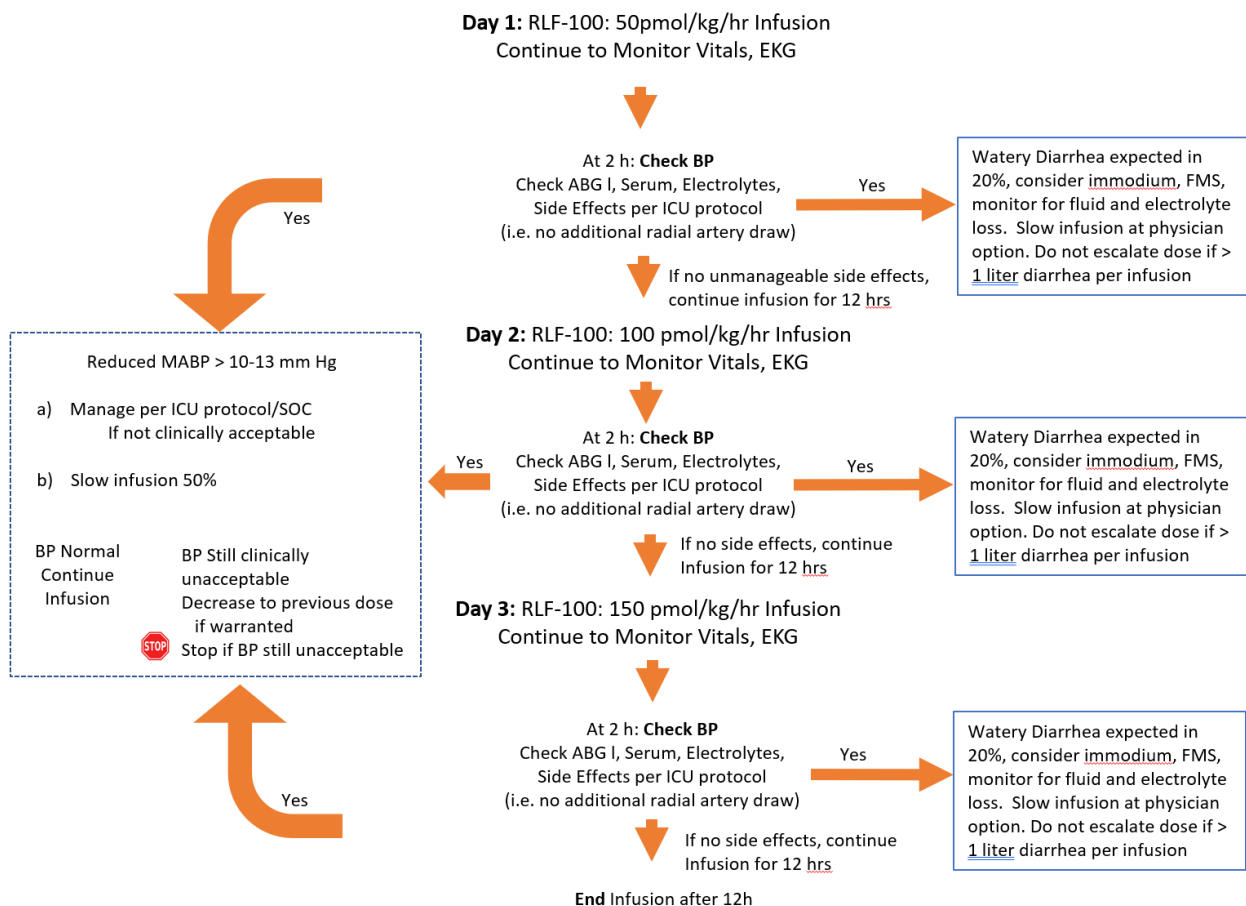 Day 1: RLF-100: 50pmol/kg/hr Infusion
Continue to Monitor Vitals, EKG
At 2 h: Check BP
Check ABG l, Serum, Electrolytes,
Side Effects per ICU protocol
(i.e. no additional radial artery draw)
Yes
Watery Diarrhea expected in
20%, consider immodium, FMS,
monitor for fluid and electrolyte
loss.  Slow infusion at physician
option. Do not escalate dose if >
1 liter diarrhea per infusion
Yes
If no unmanageable side effects,
continue infusion for 12 hrs
Day 2: RLF-100: 100 pmol/kg/hr Infusion
Continue to Monitor Vitals, EKG
Reduced MABP > 10-13 mm Hg
a) Manage per ICU protocol/SOC
If not clinically acceptable
b) Slow infusion 50%
BP Normal
Continue
Infusion
BP Still clinically
unacceptable
Decrease to previous dose
if warranted
STOP
Stop if BP still unacceptable
Yes
At 2 h: Check BP
Check ABG l, Serum, Electrolytes,
Side Effects per ICU protocol
(i.e. no additional radial artery draw)
Yes
Watery Diarrhea expected in
20%, consider immodium, FMS,
monitor for fluid and electrolyte
loss.  Slow infusion at physician
option. Do not escalate dose if >
1 liter diarrhea per infusion
If no side effects, continue
Infusion for 12 hrs
Day 3: RLF-100: 150 pmol/kg/hr Infusion
Continue to Monitor Vitals, EKG
Yes
At 2 h: Check BP
Check ABG l, Serum, Electrolytes,
Side Effects per ICU protocol
(i.e. no additional radial artery draw)
Yes
Watery Diarrhea expected in
20%, consider immodium, FMS,
monitor for fluid and electrolyte
loss.  Slow infusion at physician
option. Do not escalate dose if >
1 liter diarrhea per infusion
If no side effects, continue
Infusion for 12 hrs
End Infusion after 12h